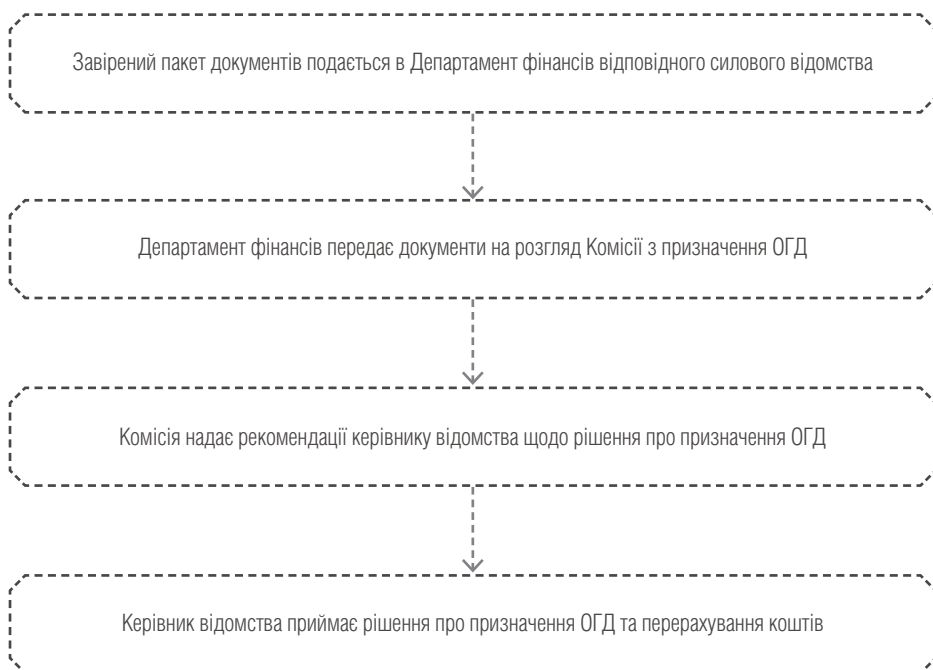 Завірений пакет документів подається в Департамент фінансів відповідного силового відомства
Департамент фінансів передає документи на розгляд Комісії з призначення ОГД
Комісія надає рекомендації керівнику відомства щодо рішення про призначення ОГД
Керівник відомства приймає рішення про призначення ОГД та перерахування коштів